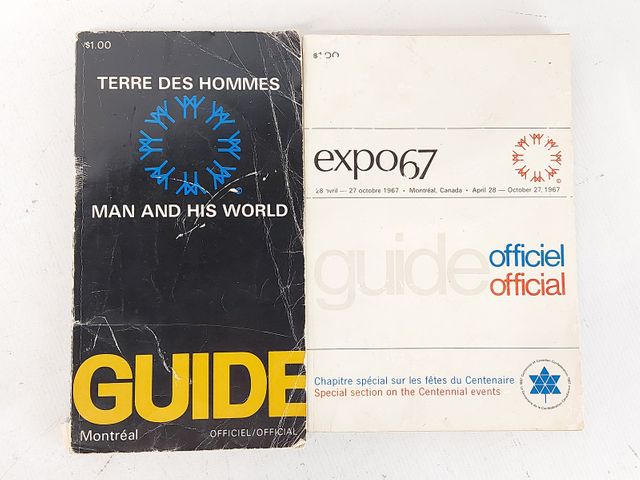 $1.00
TERRE DES HOMMES
MAN AND HIS WORLD
GUIDE
Montréal
OFFICIEL/OFFICIAL
expo67
28 avril — 27 octobre 1967 • Montréal, Canada • April 28 — October 27, 1967
guide officiel
official
Chapitre spécial sur les fêtes du Centenaire
Special section on the Centennial events